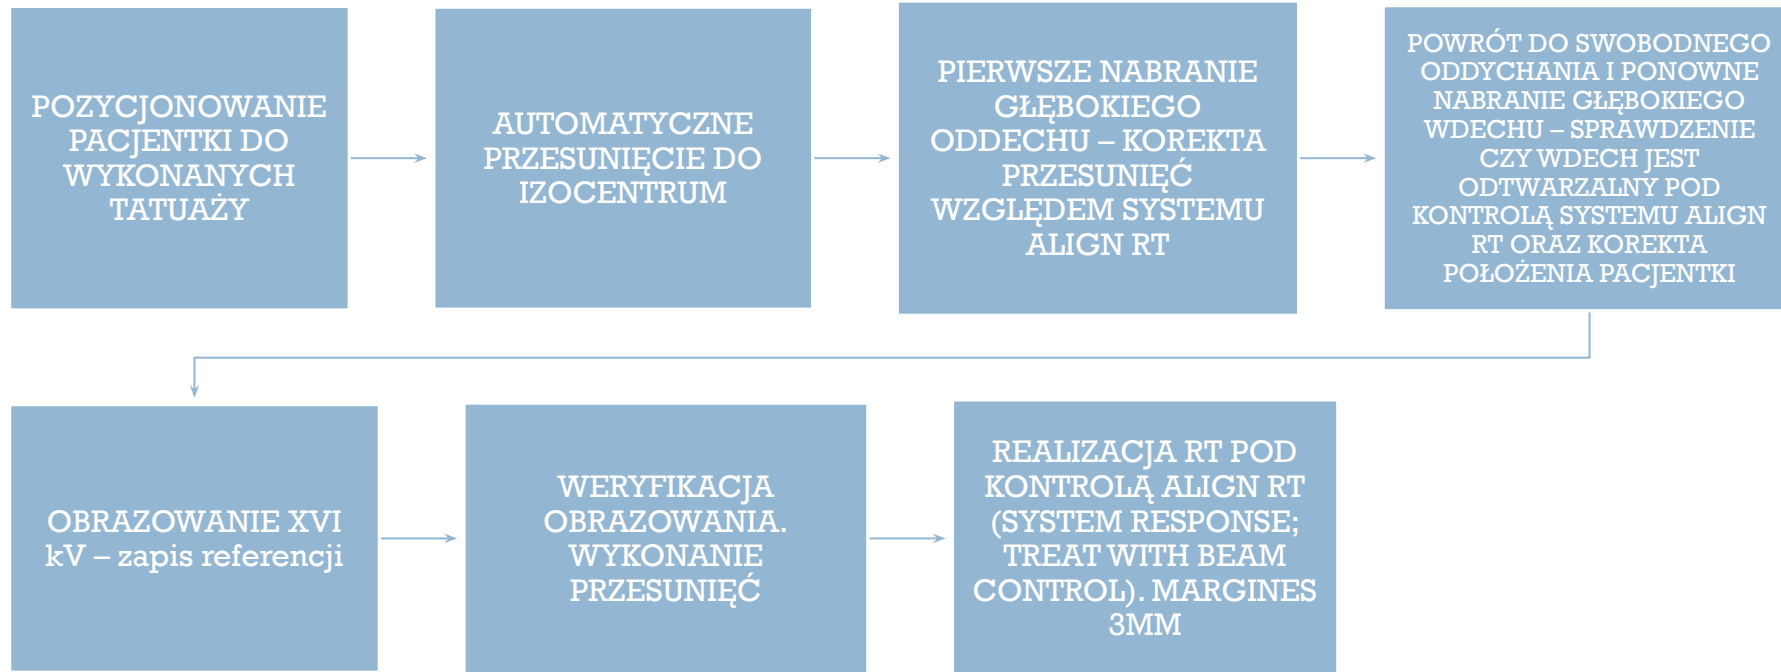 POZYCJONOWANIE
PACJENTKI DO
WYKONANYCH
TATUAŻY
AUTOMATYCZNE
PRZESUNIĘCIE DO
IZOCENTRUM
PIERWSZE NABRANIE
GŁĘBOKIEGO
ODDECHU – KOREKTA
PRZESUNIĘĆ
WZGLĘDEM SYSTEMU
ALIGN RT
POWRÓT DO SWOBODNEGO
ODDYCHANIA I PONOWNE
NABRANIE GŁĘBOKIEGO
WDECHU – SPRAWDZENIE
CZY WDECH JEST
ODTWARZALNY POD
KONTROLĄ SYSTEMU ALIGN
RT ORAZ KOREKTA
POŁOŻENIA PACJENTKI
OBRAZOWANIE XVI
kV – zapis referencji
WERYFIKACJA
OBRAZOWANIA.
WYKONANIE
PRZESUNIĘĆ
REALIZACJA RT POD
KONTROLĄ ALIGN RT
(SYSTEM RESPONSE;
TREAT WITH BEAM
CONTROL). MARGINES
3MM